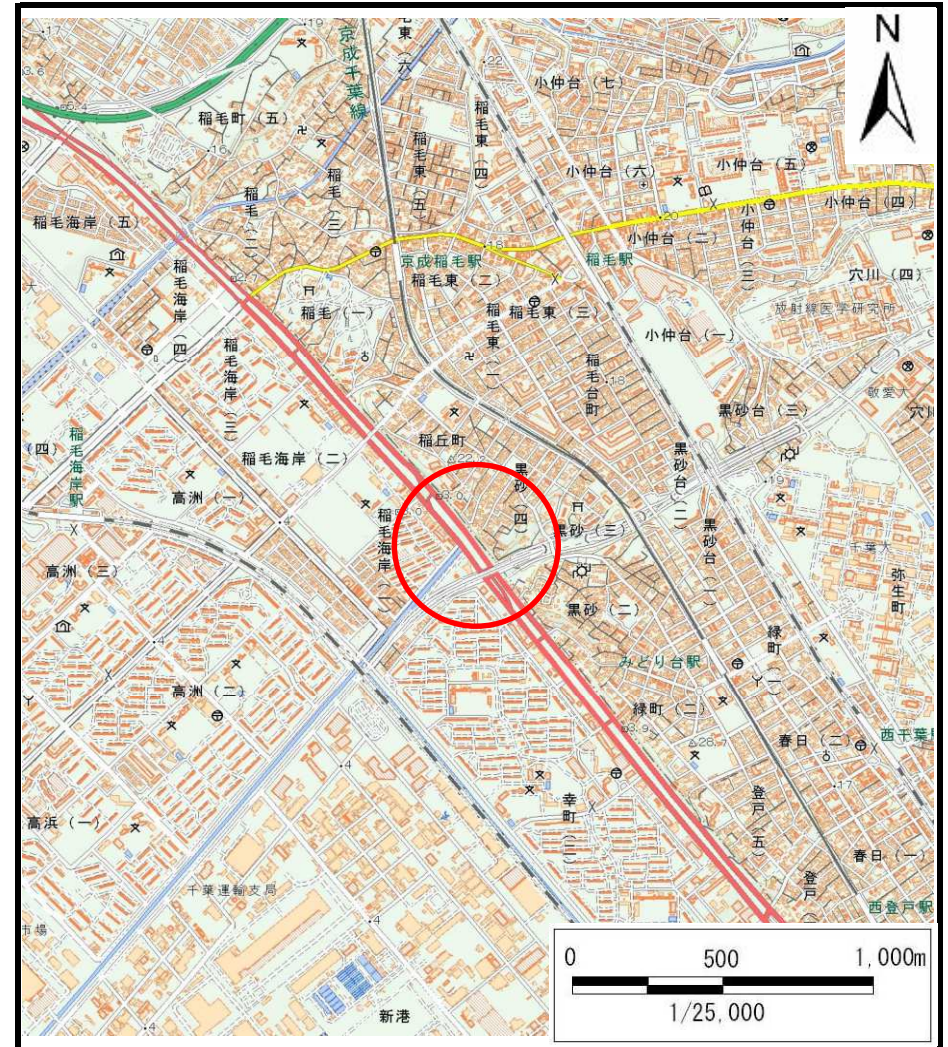 N
京成千葉線
稲毛東(六)
小仲台(七)
稲毛町(五)
稲毛東(五)
稲毛東(四)
小仲台(六)
小仲台(五)
稲毛(三)
稲毛(二)
小仲台(四)
稲毛海岸(五)
小仲台(二)
小仲台(三)
京成稲毛駅
稲毛駅
稲毛東(二)
穴川(四)
稲毛海岸(四)
稲毛(一)
稲毛東(三)
放射線医学研究所
稲毛東(一)
小仲台(一)
稲毛海岸(三)
稲毛台町
敬愛大
黒砂台(三)
稲丘町
(四)
稲毛海岸駅
稲毛海岸(二)
黒砂(四)
黒砂台(二)
高洲(一)
稲毛海岸(一)
黒砂(三)
黒砂台(一)
千葉大
高洲(三)
弥生町
黒砂(二)
緑町(一)
みどり台駅
高洲(二)
緑町(二)
春日(二)
西千葉
幸町(二)
登戸(五)
高浜(一)
春日(一)
登戸
千葉運輸支局
西登戸駅
市場
新港
0 500 1,000m
1/25,000